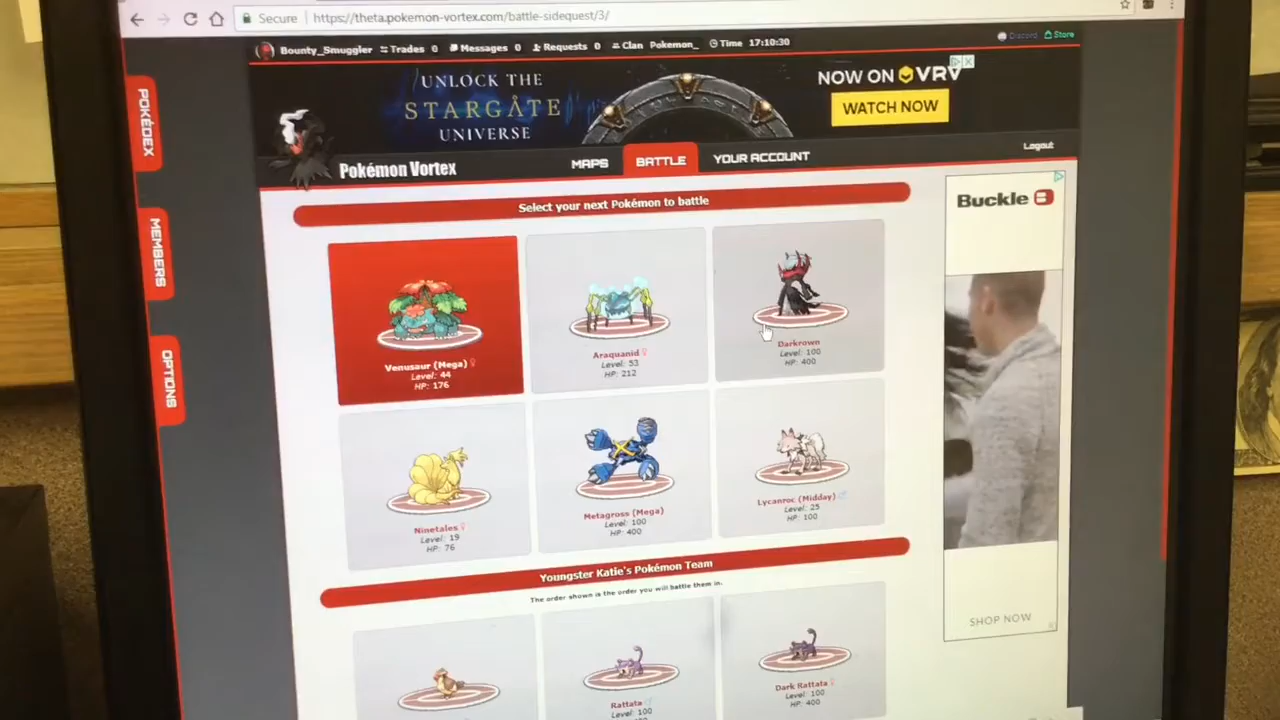 Secure https://theta.pokemon-vortex.com/battle-sidequest/3/
Bounty_Smuggler Trades 0 Messages 0 Requests 0 Clan Pokemon_ Time 17:10:30 Discord Store
UNLOCK THE
STARGATE
UNIVERSE
NOW ON VRV
WATCH NOW
Pokémon Vortex
MAPS BATTLE YOUR ACCOUNT
Logout
POKÉDEX
MEMBERS
OPTIONS
Select your next Pokémon to battle
Venusaur (Mega) ♀
Level: 44
HP: 176
Araquanid ♀
Level: 53
HP: 212
Darkrown
Level: 100
HP: 400
Ninetales ♀
Level: 19
HP: 76
Metagross (Mega)
Level: 100
HP: 400
Lycanroc (Midday) ♂
Level: 25
HP: 100
Youngster Katie's Pokémon Team
The order shown is the order you will battle them in.
Rattata ♂
Level: 100
Dark Rattata ♀
Level: 100
HP: 400
Buckle B
SHOP NOW